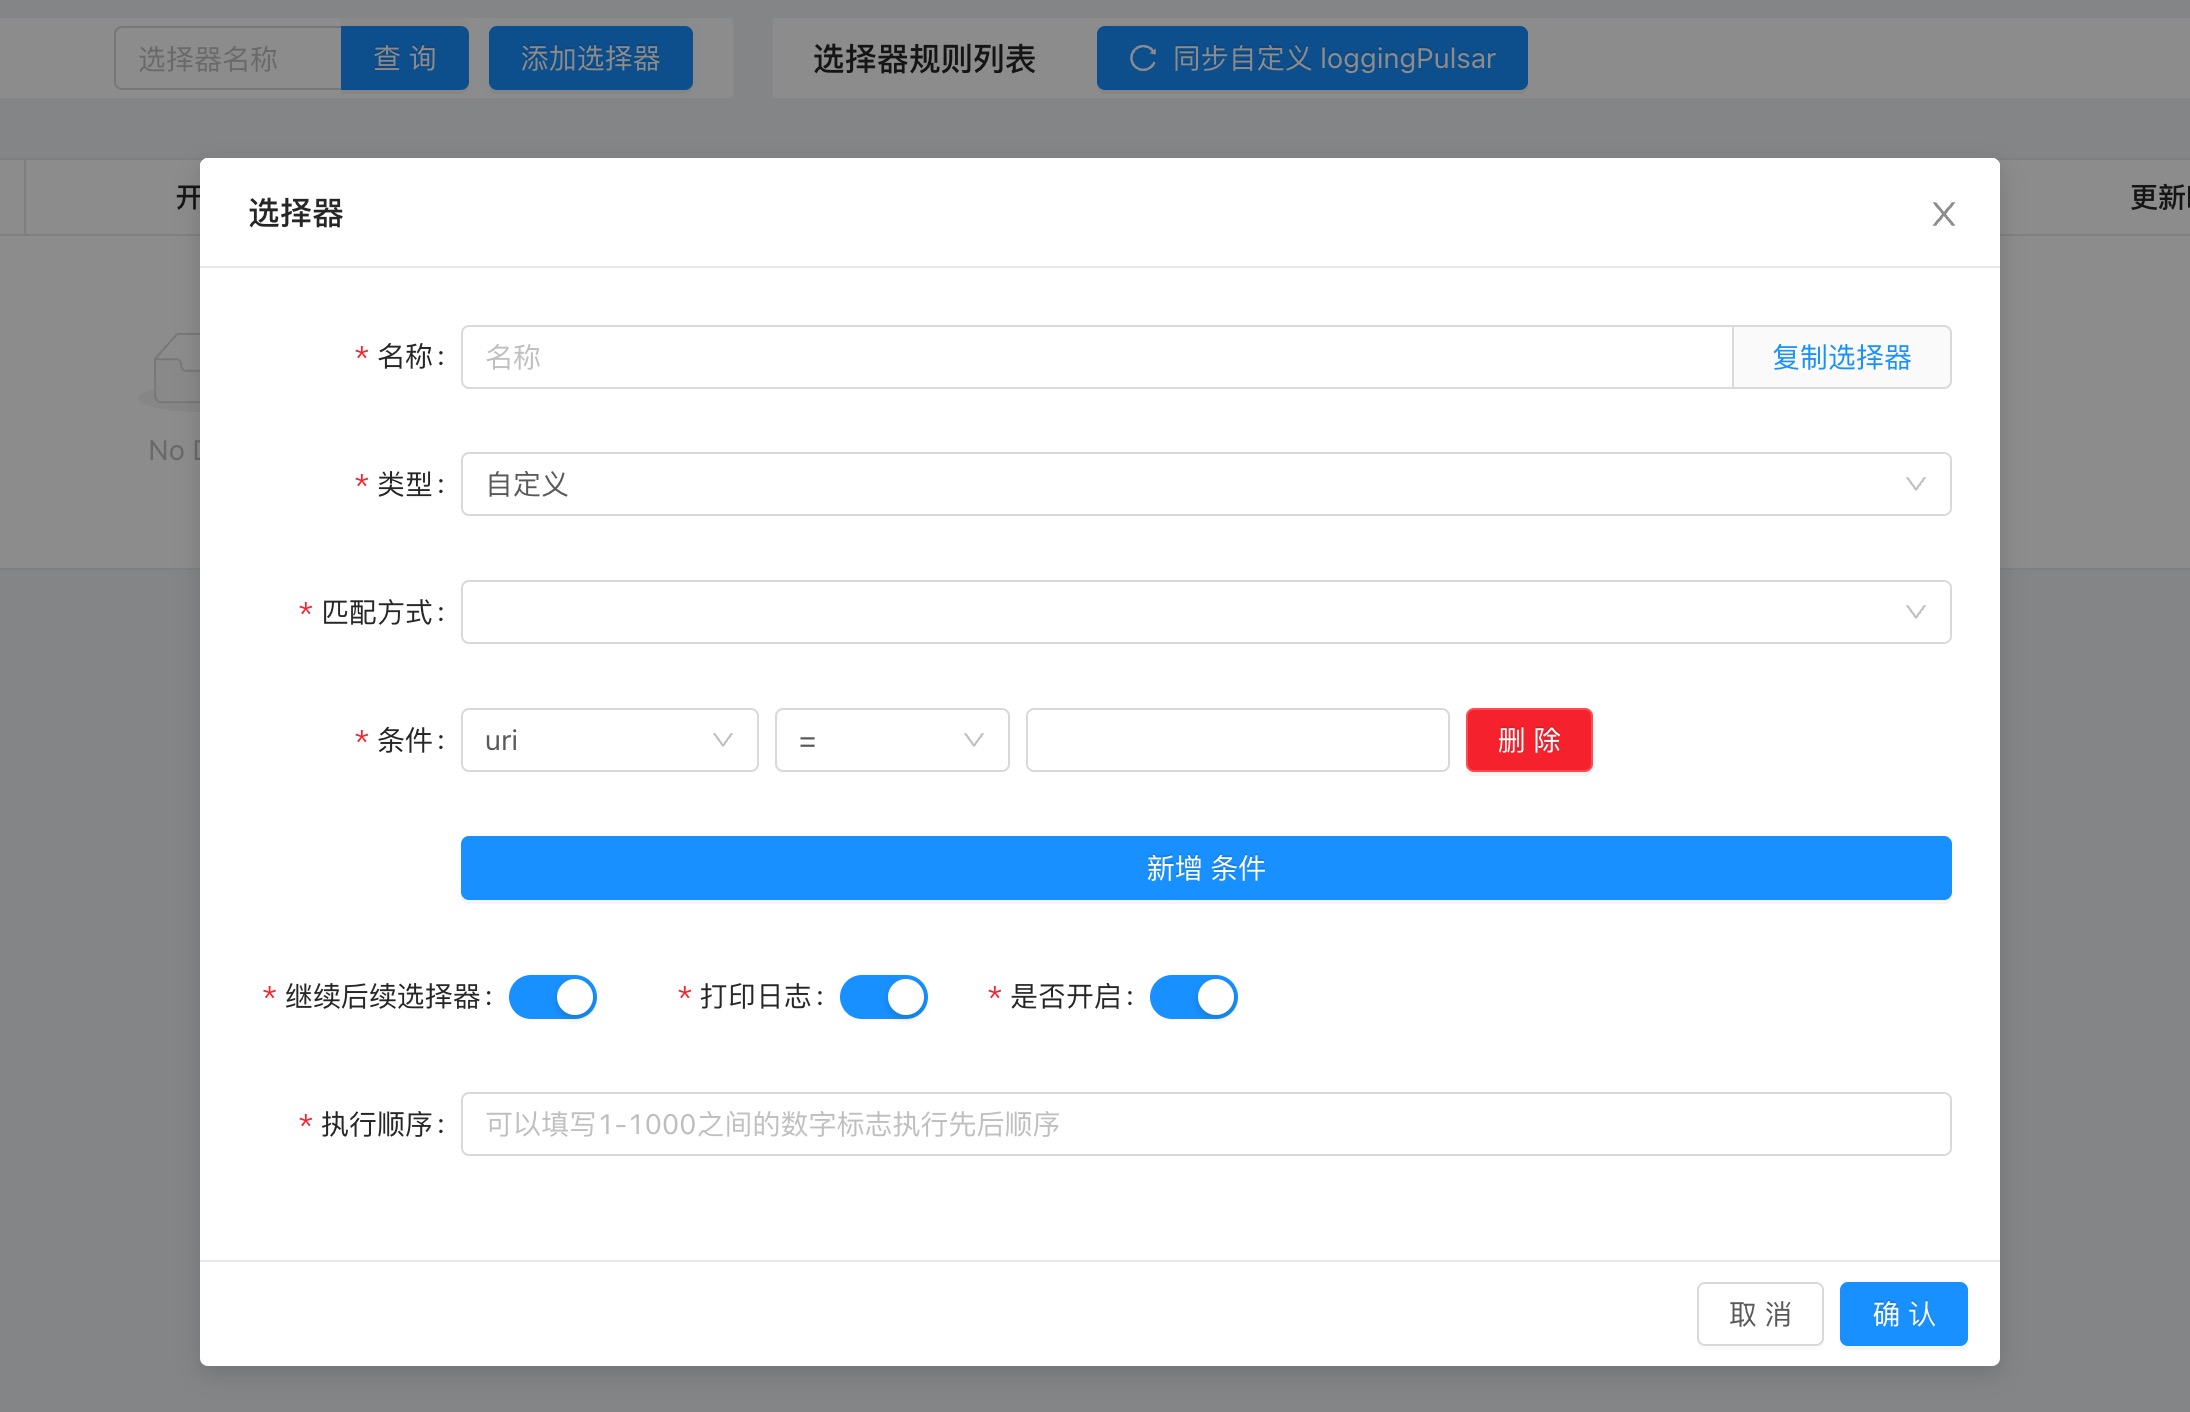 选择器名称 查 询 添加选择器 选择器规则列表 同步自定义 loggingPulsar
开 更新
选择器
* 名称: 名称 复制选择器
No
* 类型: 自定义
* 匹配方式:
* 条件: uri = 删 除
新增 条件
* 继续后续选择器: * 打印日志: * 是否开启:
* 执行顺序: 可以填写1-1000之间的数字标志执行先后顺序
取 消 确 认